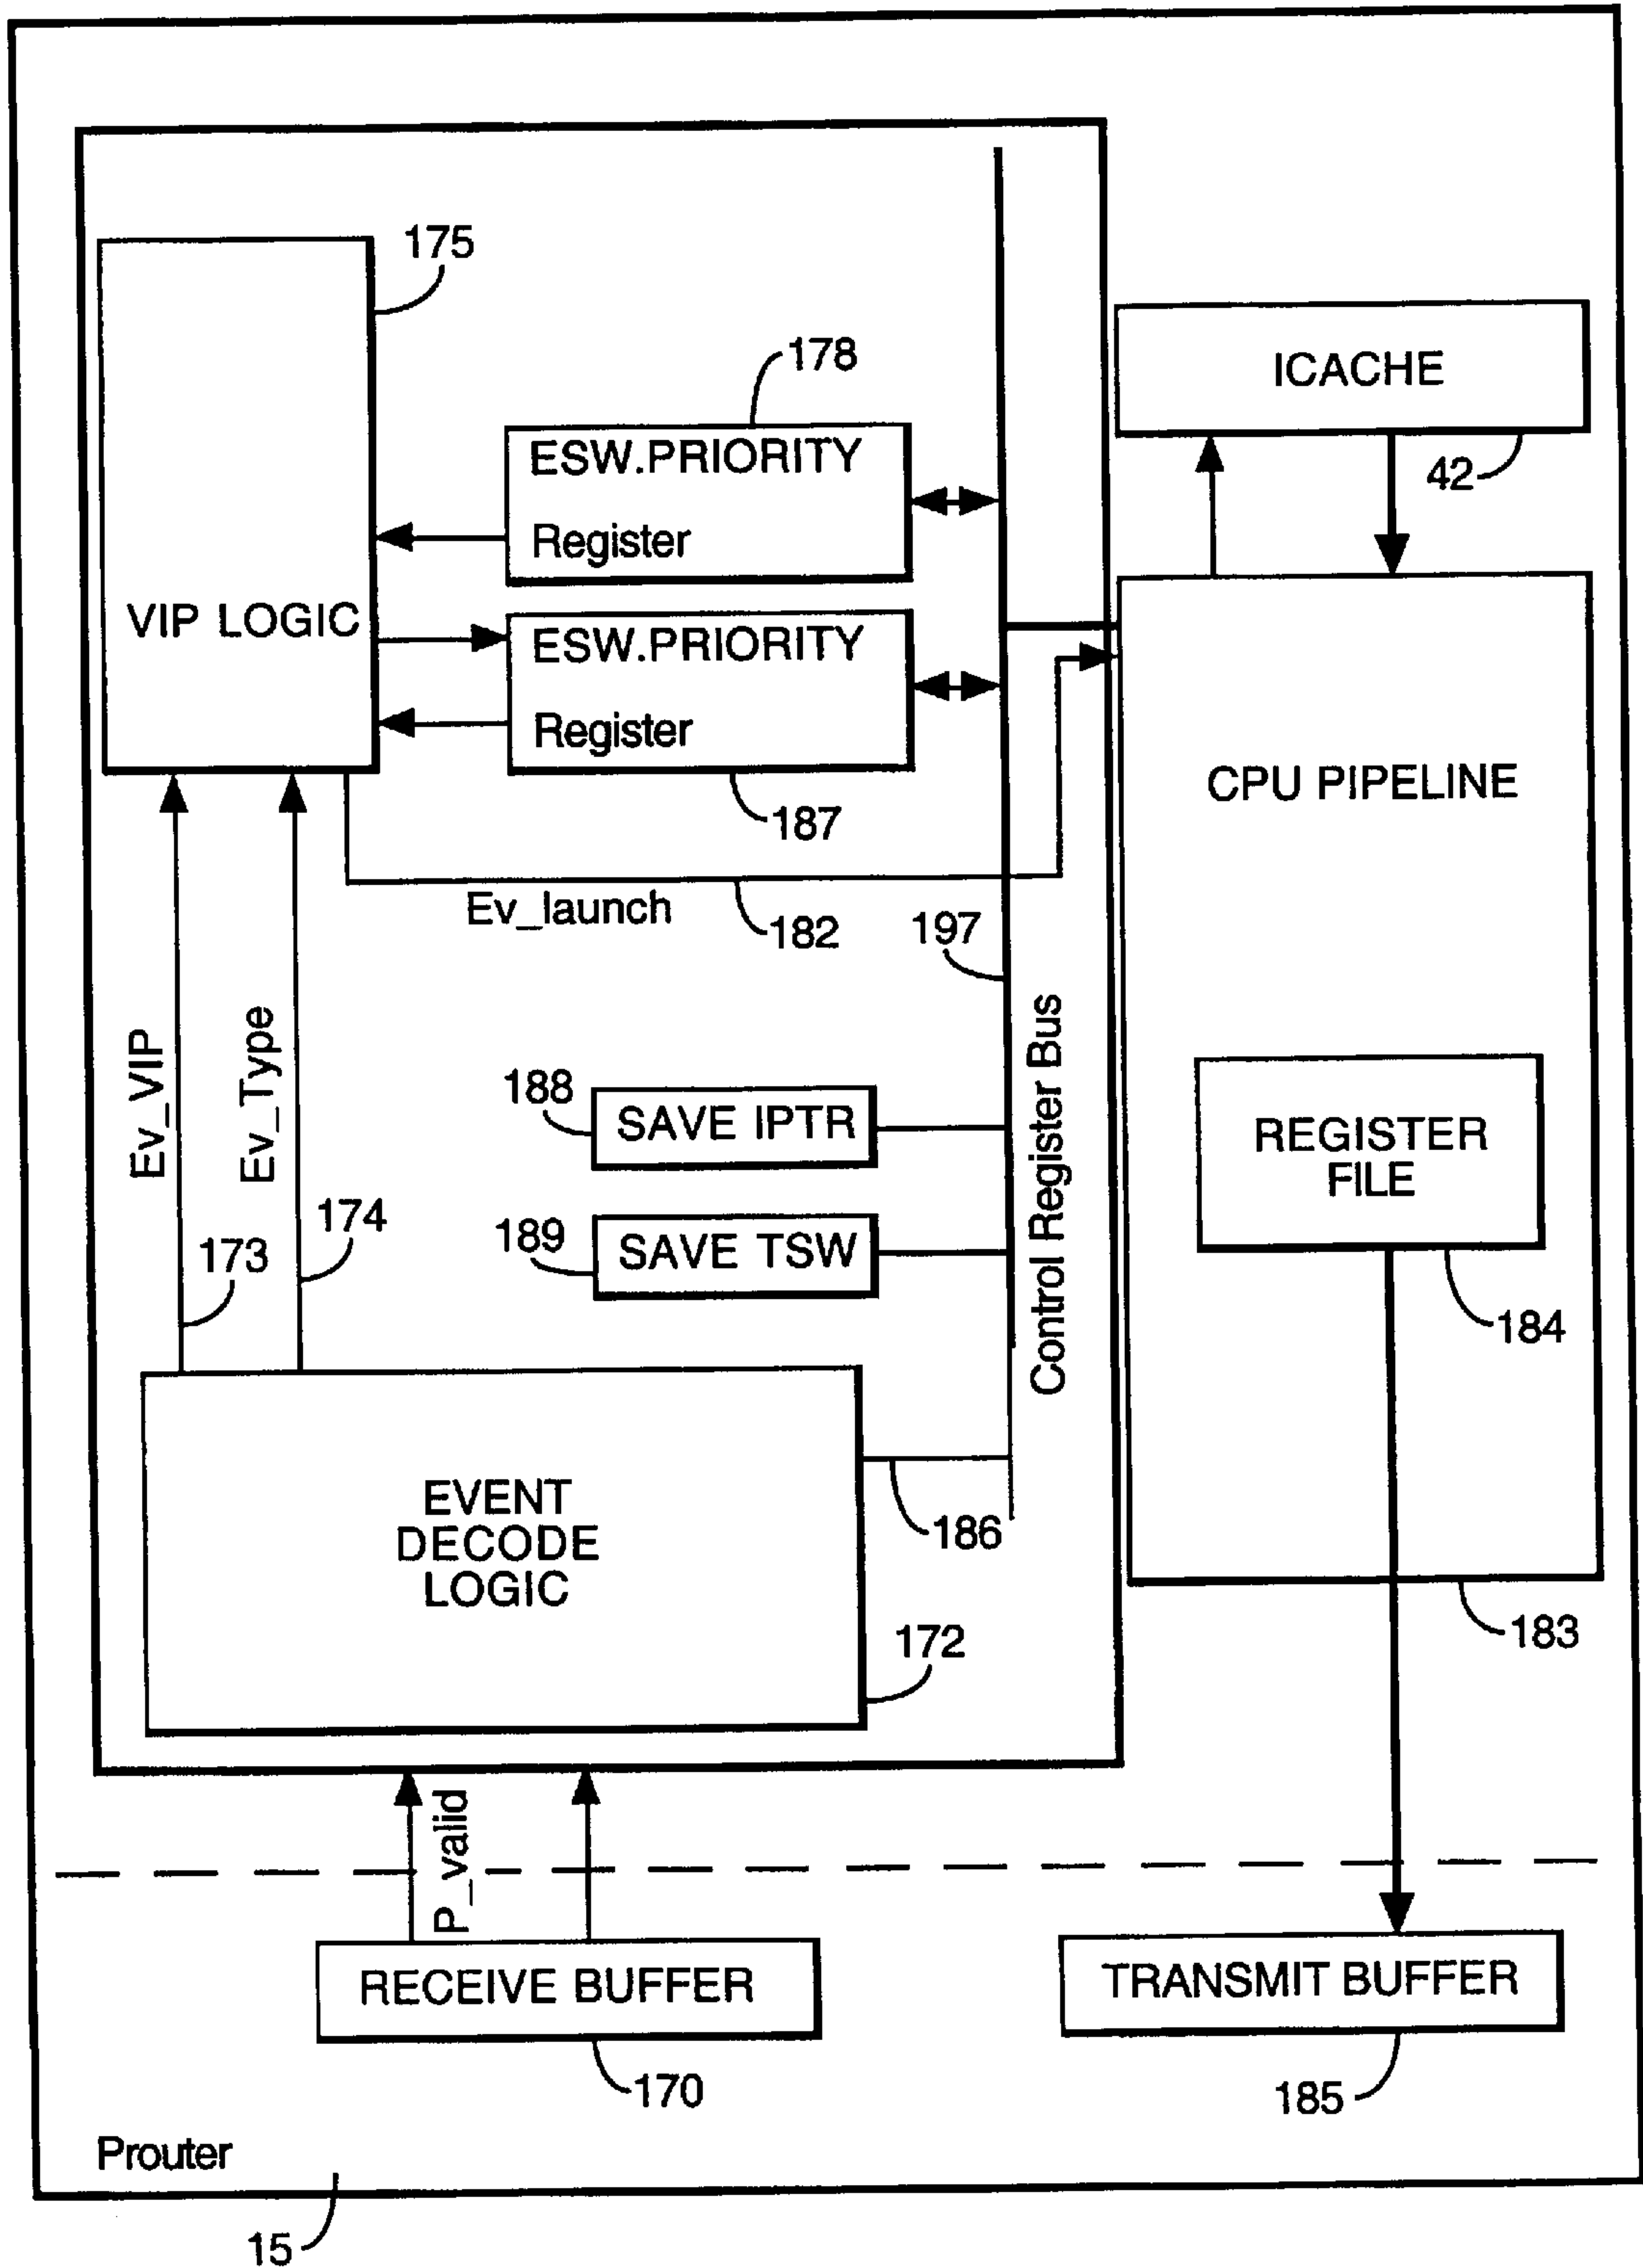 175
178
ICACHE
42
ESW.PRIORITY
Register
VIP LOGIC
ESW.PRIORITY
Register
187
CPU PIPELINE
Ev_launch
182
197
Ev_VIP
Ev_Type
Control Register Bus
188
SAVE IPTR
189
SAVE TSW
REGISTER
FILE
173
174
184
EVENT
DECODE
LOGIC
186
172
183
P_valid
RECEIVE BUFFER
TRANSMIT BUFFER
170
185
Prouter
15